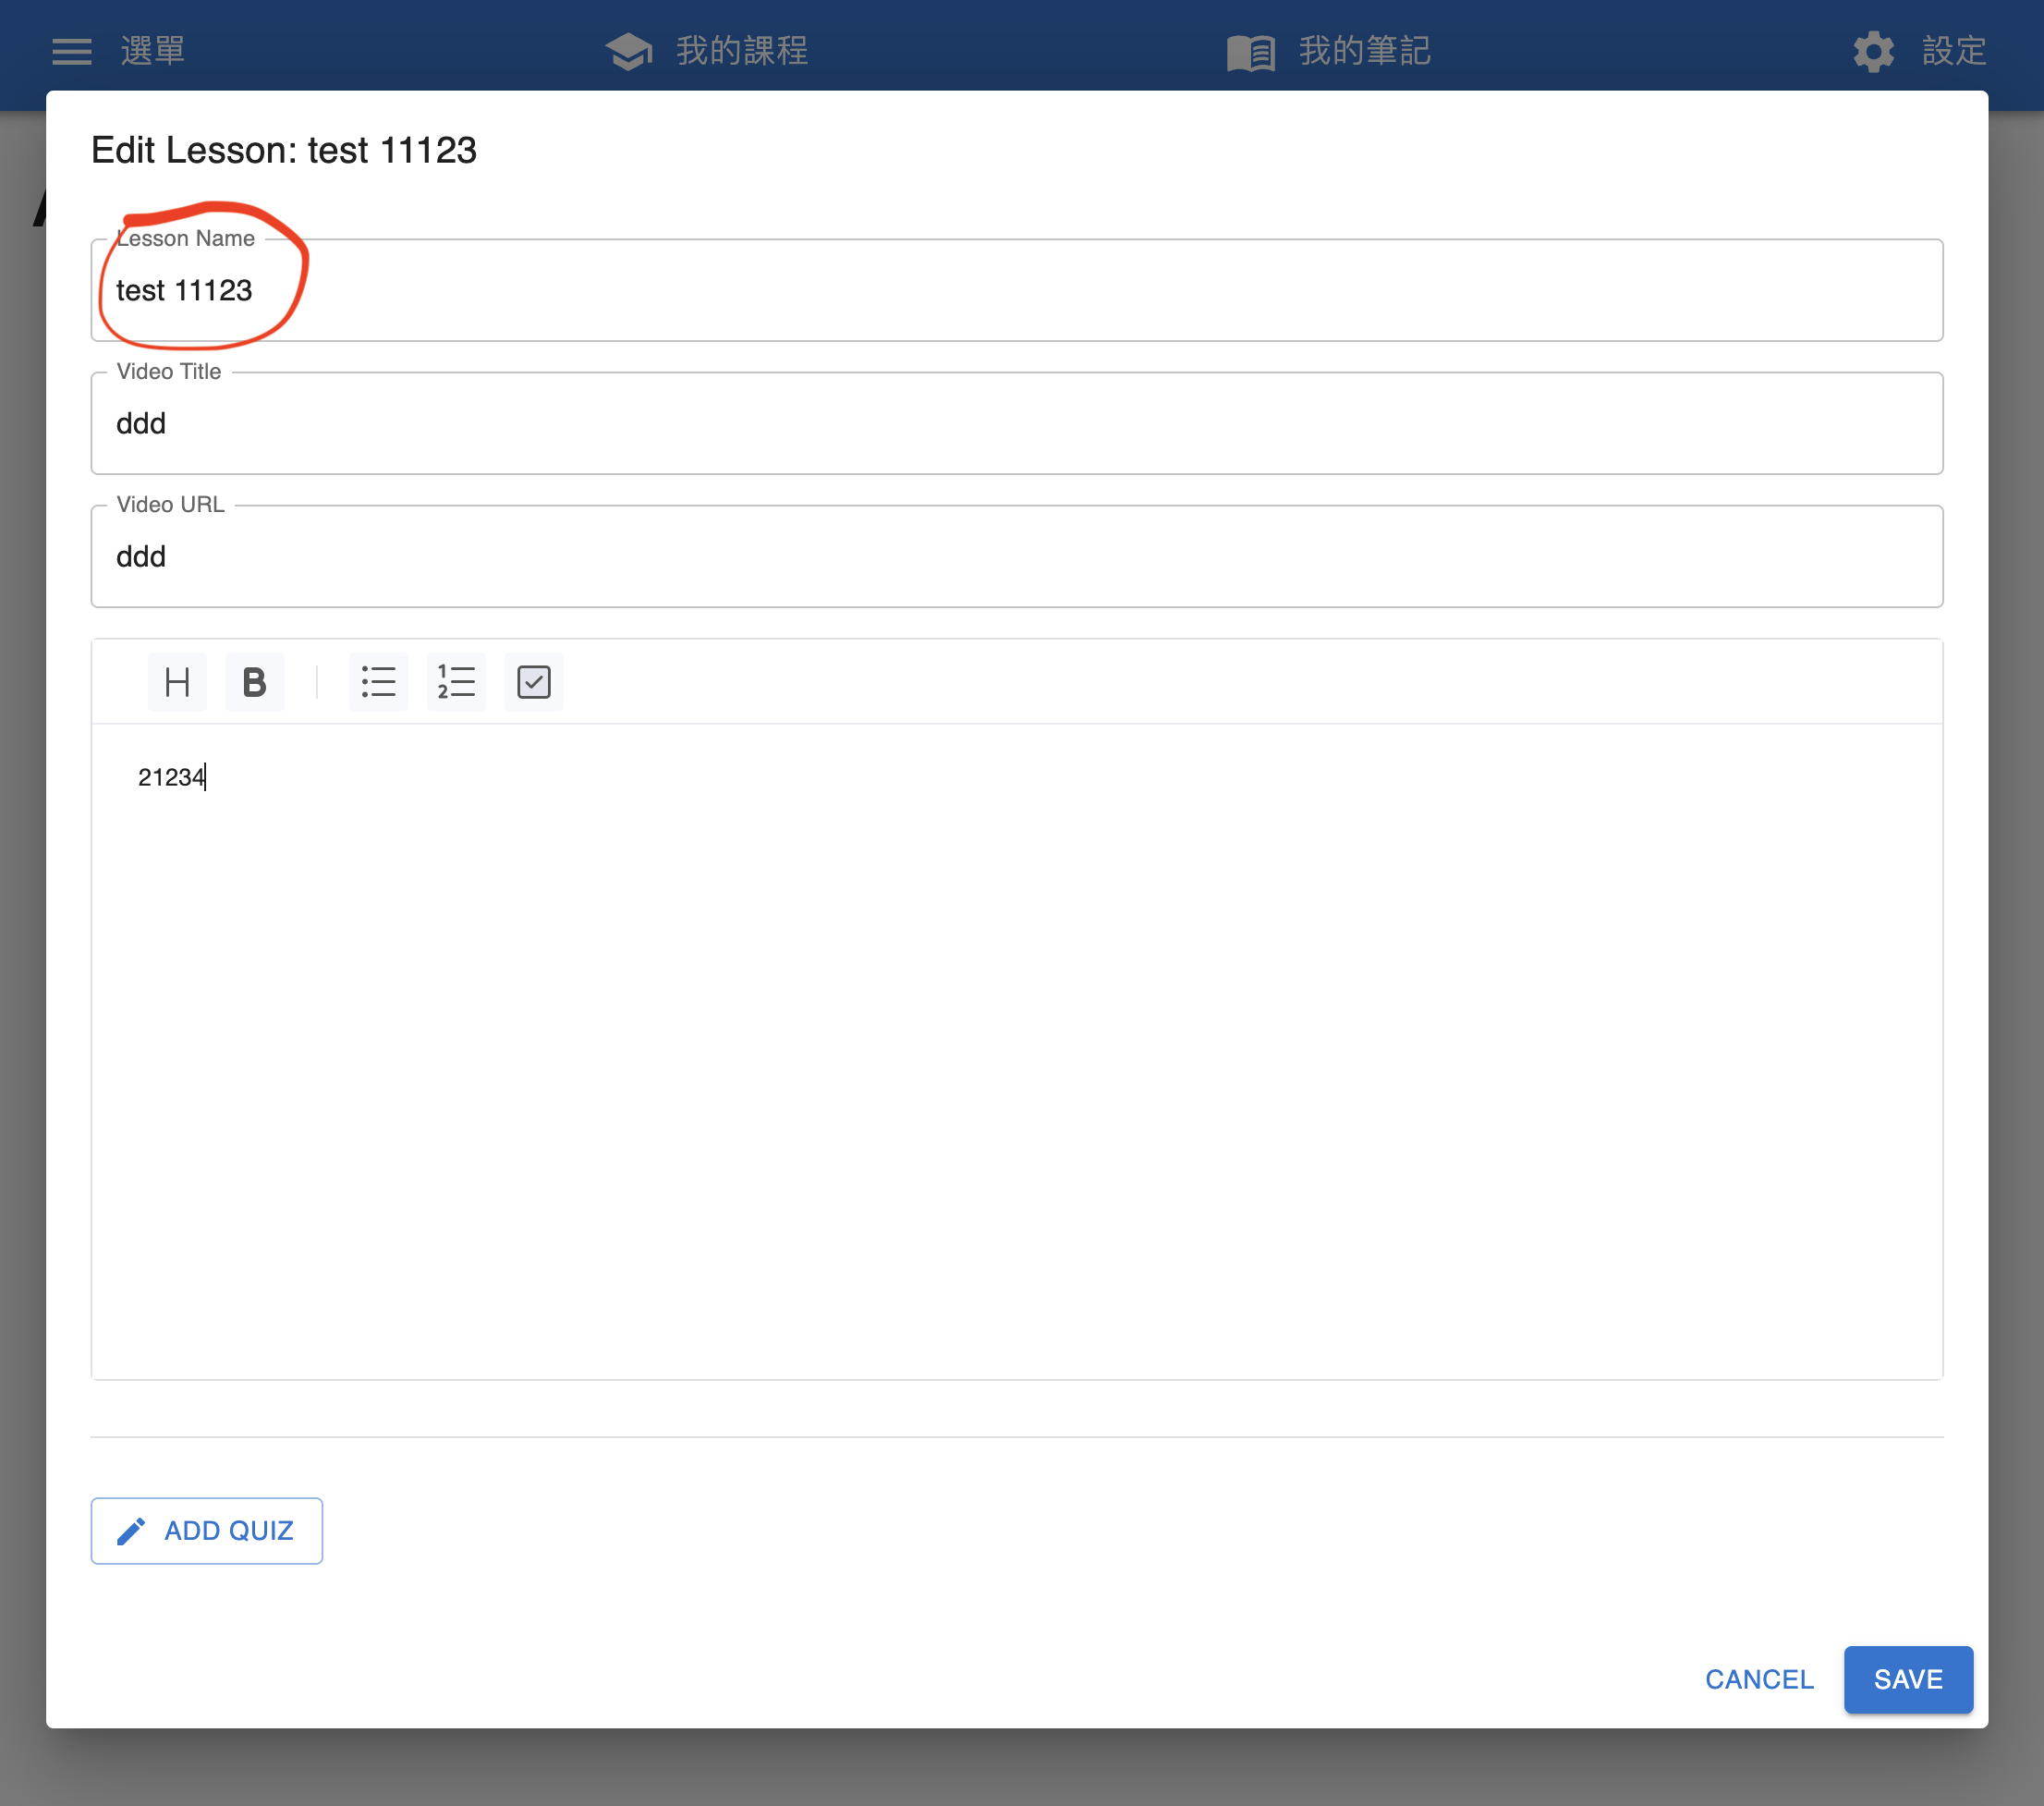 選單 我的課程 我的筆記 設定
Edit Lesson: test 11123
Lesson Name
test 11123
Video Title
ddd
Video URL
ddd
H B
21234
ADD QUIZ
CANCEL SAVE